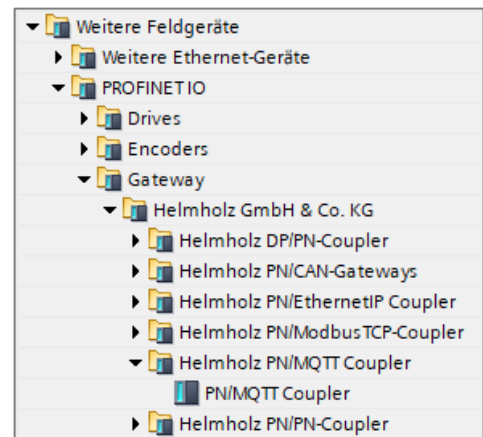 Weitere Feldgeräte
Weitere Ethernet-Geräte
PROFINET IO
Drives
Encoders
Gateway
Helmholz GmbH & Co. KG
Helmholz DP/PN-Coupler
Helmholz PN/CAN-Gateways
Helmholz PN/EthernetIP Coupler
Helmholz PN/ModbusTCP-Coupler
Helmholz PN/MQTT Coupler
PN/MQTT Coupler
Helmholz PN/PN-Coupler